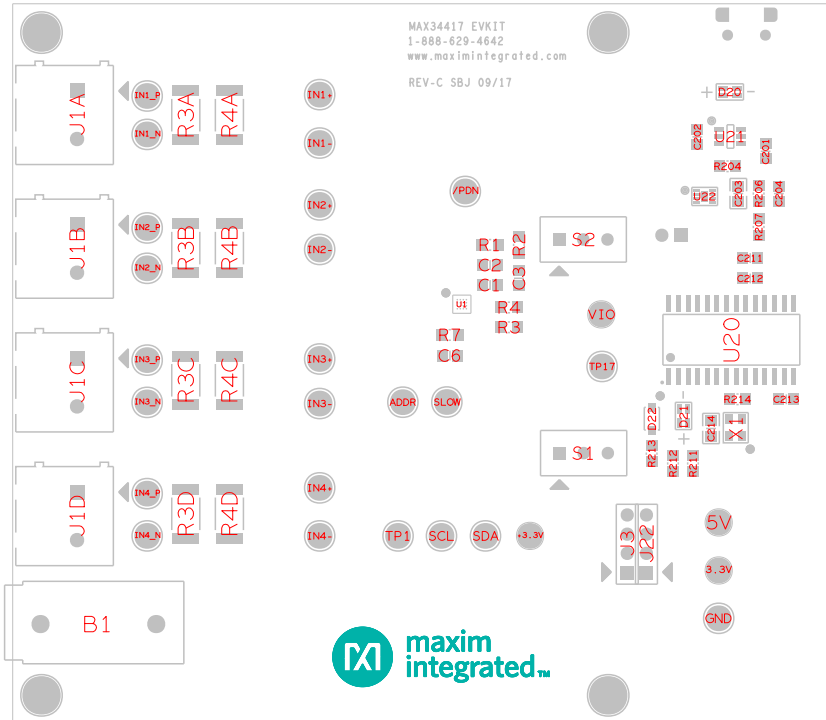 MAX34417 EVKIT
1-888-629-4642
www.maximintegrated.com
REV-C SBJ 09/17
D20
J1A
IN1_P
IN1_N
R3A
R4A
IN1+
IN1-
C202
U21
C201
R204
J1B
IN2_P
IN2_N
R3B
R4B
IN2+
IN2-
/PDN
U22
C203
R206
C204
R207
R1
R2
C2
C1
C3
S2
C211
C212
U1
R4
R3
VIO
U20
R7
C6
J1C
IN3_P
IN3_N
R3C
R4C
IN3+
IN3-
ADDR
SLOW
TP17
R214
C213
D22
D21
C214
X1
R213
R212
R211
S1
J1D
IN4_P
IN4_N
R3D
R4D
IN4+
IN4-
TP1
SCL
SDA
+3.3V
J3
J22
5V
3.3V
GND
B1
maxim
integrated™